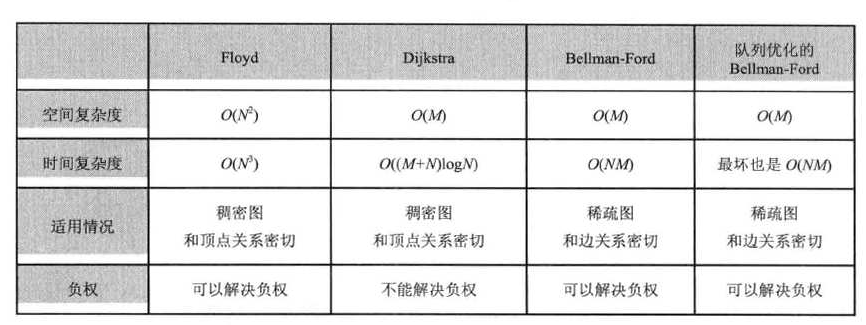 Floyd
Dijkstra
Bellman-Ford
队列优化的
Bellman-Ford
空间复杂度
O(N²)
O(M)
O(M)
O(M)
时间复杂度
O(N³)
O((M+N)logN)
O(NM)
最坏也是 O(NM)
适用情况
稠密图
和顶点关系密切
稠密图
和顶点关系密切
稀疏图
和边关系密切
稀疏图
和边关系密切
负权
可以解决负权
不能解决负权
可以解决负权
可以解决负权